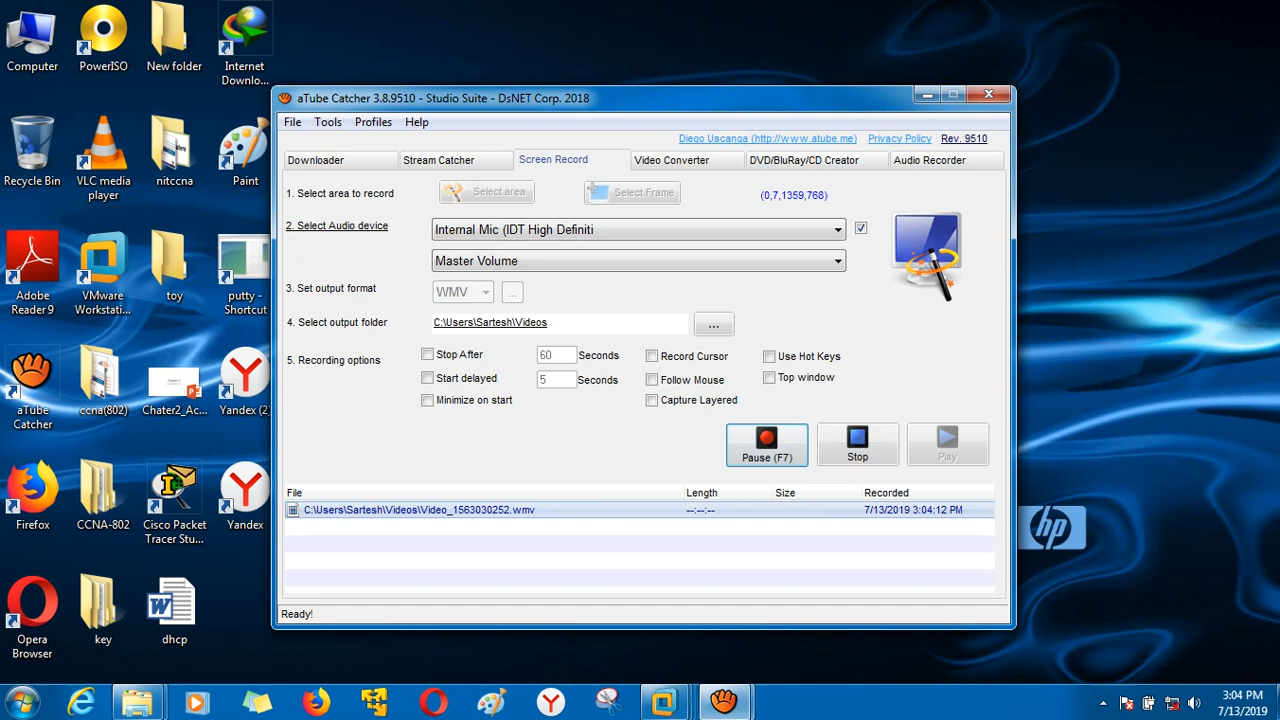 Computer
PowerISO
New folder
Internet
Downlo...
Recycle Bin
VLC media
player
nitccna
Paint
Adobe
Reader 9
VMware
Workstati...
toy
putty -
Shortcut
aTube
Catcher
ccna(802)
Chater2_Ac...
Yandex (2)
Firefox
CCNA-802
Cisco Packet
Tracer Stu...
Yandex
Opera
Browser
key
dhcp
aTube Catcher 3.8.9510 - Studio Suite - DsNET Corp. 2018
File Tools Profiles Help
Diego Uscanga (http://www.atube.me) Privacy Policy Rev. 9510
Downloader Stream Catcher Screen Record Video Converter DVD/BluRay/CD Creator Audio Recorder
1. Select area to record Select area Select Frame (0,7,1359,768)
2. Select Audio device Internal Mic (IDT High Definiti
Master Volume
3. Set output format WMV ...
4. Select output folder C:\Users\Sartesh\Videos ...
5. Recording options Stop After 60 Seconds Record Cursor Use Hot Keys
Start delayed 5 Seconds Follow Mouse Top window
Minimize on start Capture Layered
Pause (F7) Stop Play
File Length Size Recorded
C:\Users\Sartesh\Videos\Video_1563030252.wmv --:--:-- 7/13/2019 3:04:12 PM
Ready!
hp
3:04 PM
7/13/2019